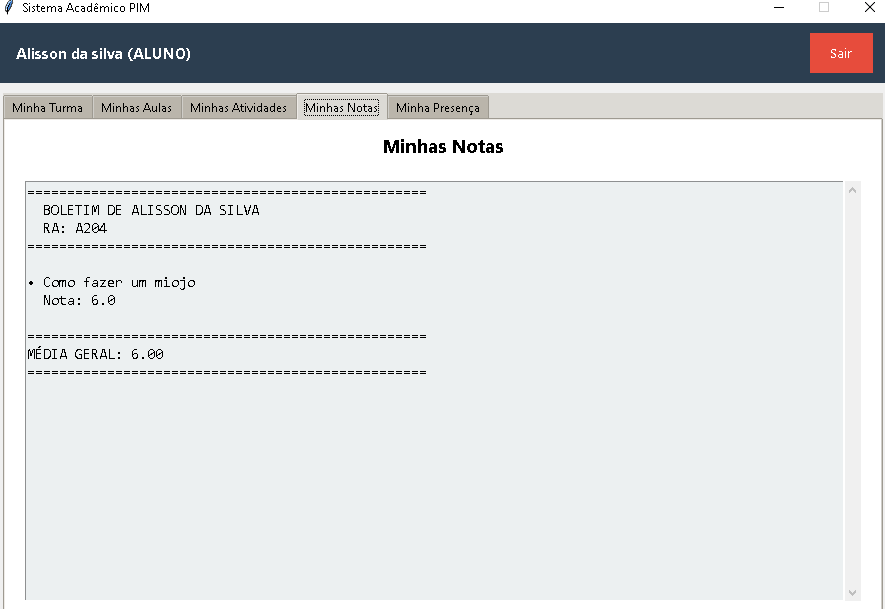 Sistema Acadêmico PIM
Alisson da silva (ALUNO)
Sair
Minha Turma
Minhas Aulas
Minhas Atividades
Minhas Notas
Minha Presença
Minhas Notas
==================================================
BOLETIM DE ALISSON DA SILVA
RA: A204
==================================================
• Como fazer um miojo
Nota: 6.0
==================================================
MÉDIA GERAL: 6.00
==================================================